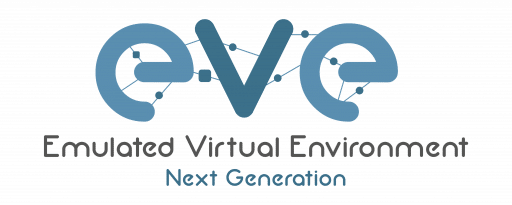 eve
Emulated Virtual Environment
Next Generation